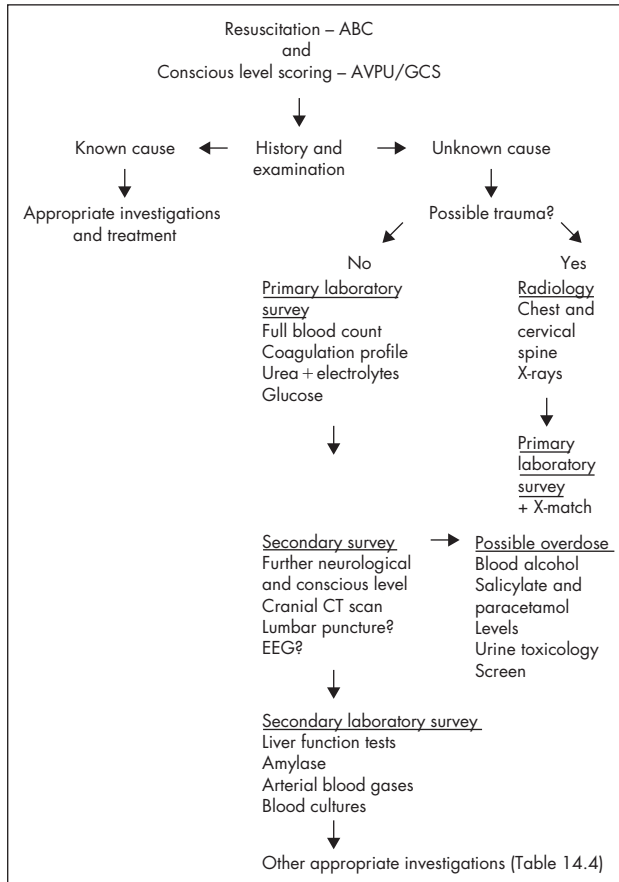 Resuscitation – ABC
and
Conscious level scoring – AVPU/GCS
Known cause
History and
examination
Unknown cause
Appropriate investigations
and treatment
Possible trauma?
No
Yes
Primary laboratory
survey
Full blood count
Coagulation profile
Urea + electrolytes
Glucose
Radiology
Chest and
cervical
spine
X-rays
Primary
laboratory
survey
+ X-match
Secondary survey
Further neurological
and conscious level
Cranial CT scan
Lumbar puncture?
EEG?
Possible overdose
Blood alcohol
Salicylate and
paracetamol
Levels
Urine toxicology
Screen
Secondary laboratory survey
Liver function tests
Amylase
Arterial blood gases
Blood cultures
Other appropriate investigations (Table 14.4)